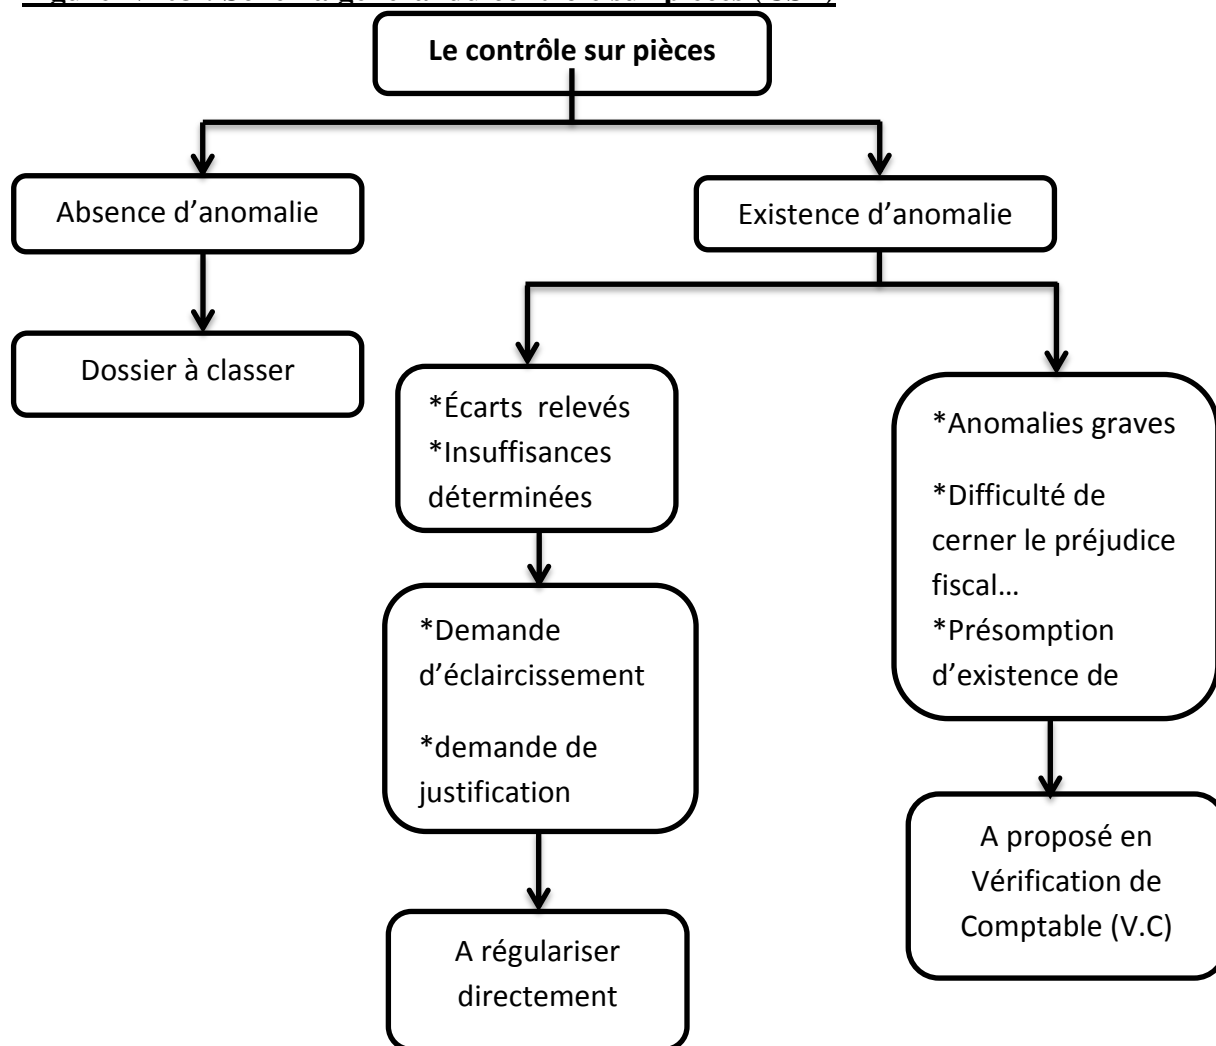 Le contrôle sur pièces
Absence d’anomalie
Existence d’anomalie
Dossier à classer
*Écarts relevés
*Insuffisances
déterminées
*Anomalies graves
*Difficulté de
cerner le préjudice
fiscal…
*Présomption
d’existence de
*Demande
d’éclaircissement
*demande de
justification
A proposé en
Vérification de
Comptable (V.C)
A régulariser
directement